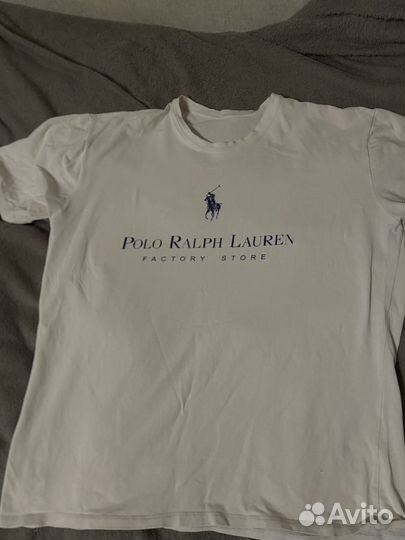 POLO RALPH LAUREN
FACTORY STORE
Avito